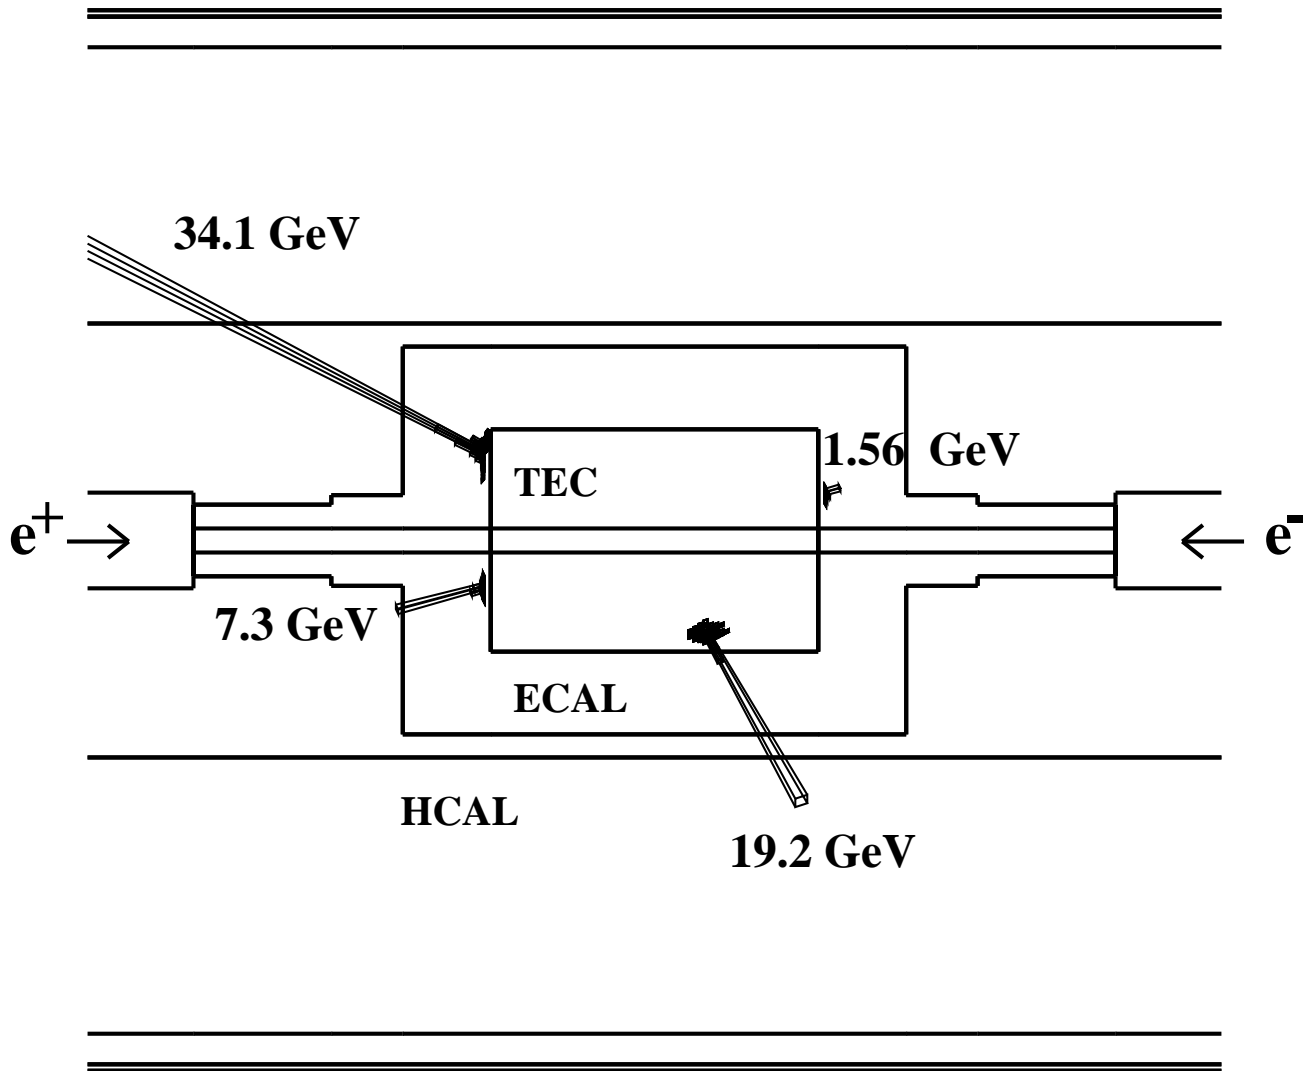 34.1 GeV
1.56 GeV
TEC
e+
e-
7.3 GeV
ECAL
HCAL
19.2 GeV